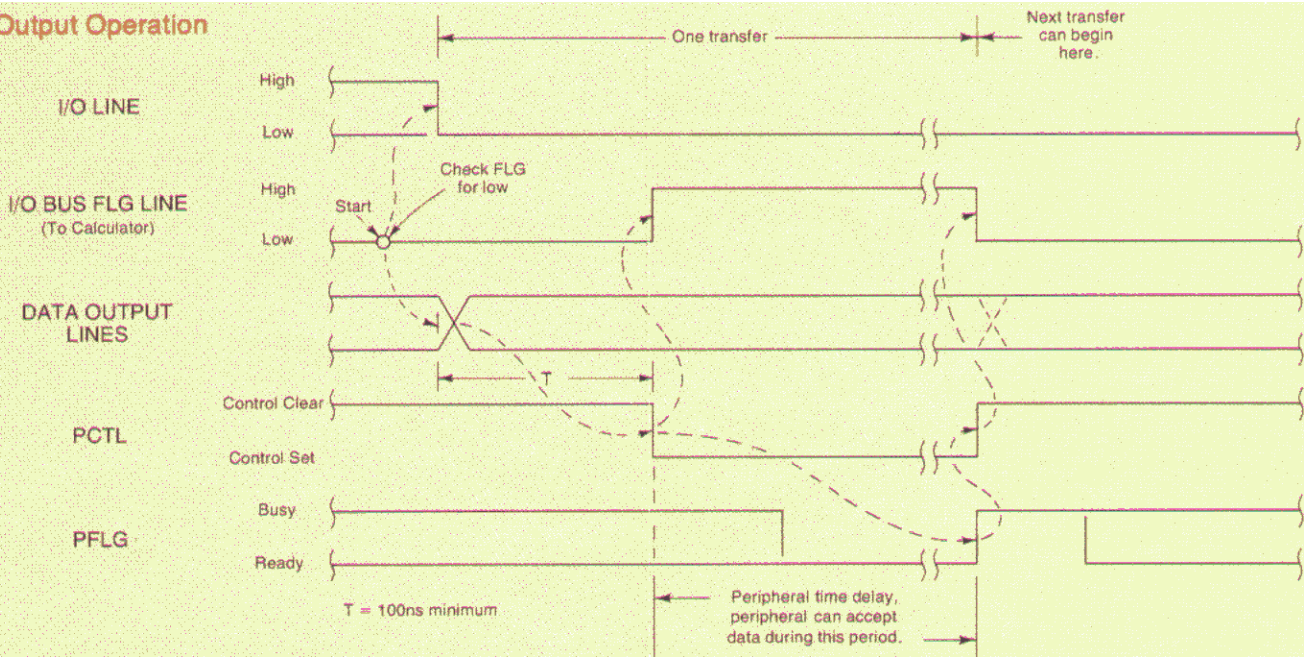 Output Operation
One transfer
Next transfer
can begin
here.
I/O LINE
High
Low
I/O BUS FLG LINE
(To Calculator)
High
Low
Start
Check FLG
for low
DATA OUTPUT
LINES
T
PCTL
Control Clear
Control Set
PFLG
Busy
Ready
T = 100ns minimum
Peripheral time delay,
peripheral can accept
data during this period.